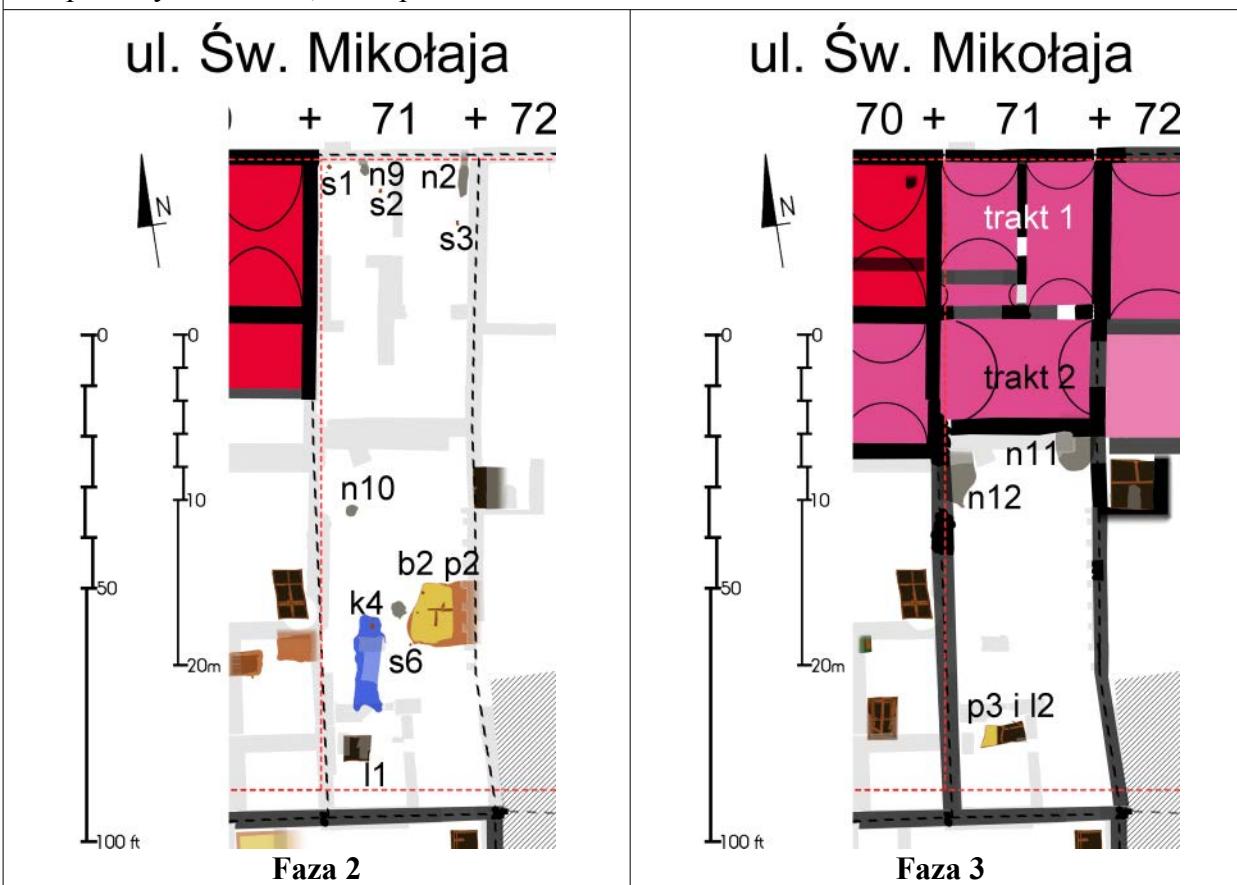 ul. Św. Mikołaja
+ 71 + 72
s1 n9 n2
s2
s3
N
0 0
n10
10
b2 p2
50
k4
s6
20m
l1
100 ft
Faza 2
ul. Św. Mikołaja
70 + 71 + 72
trakt 1
N
0 0
trakt 2
n11
n12
10
50
20m
p3 i l2
100 ft
Faza 3